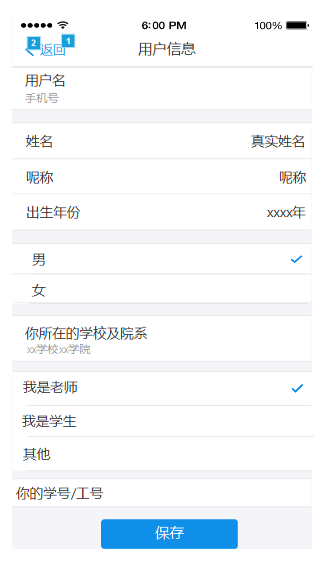 6:00 PM 100%
2 1
返回 用户信息
用户名
手机号
姓名 真实姓名
呢称 呢称
出生年份 xxxx年
男
女
你所在的学校及院系
xx学校xx学院
我是老师
我是学生
其他
你的学号/工号
保存